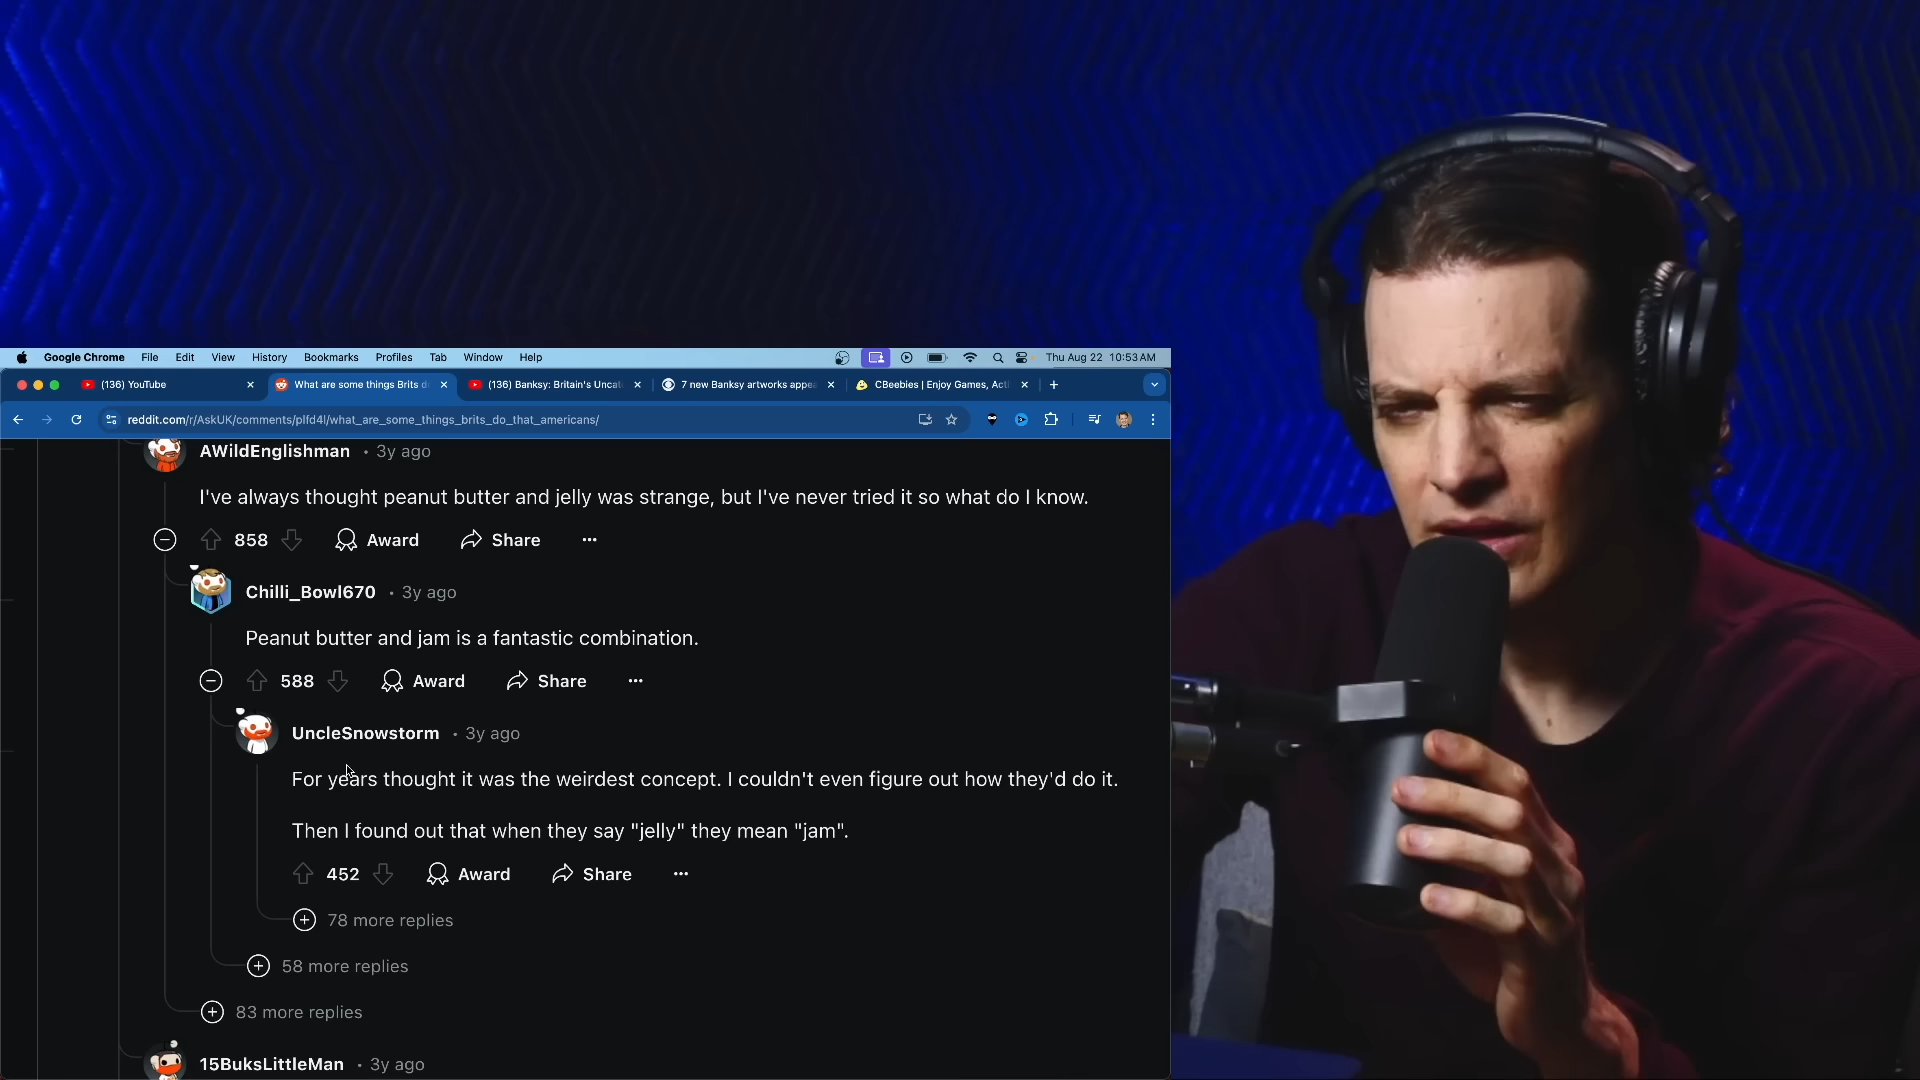 Google Chrome File Edit View History Bookmarks Profiles Tab Window Help Thu Aug 22 10:53 AM
(136) YouTube What are some things Brits d (136) Banksy: Britain's Uncat 7 new Banksy artworks appea CBeebies | Enjoy Games, Acti
reddit.com/r/AskUK/comments/plfd4l/what_are_some_things_brits_do_that_americans/
AWildEnglishman • 3y ago
I've always thought peanut butter and jelly was strange, but I've never tried it so what do I know.
858 Award Share ...
Chilli_Bowl670 • 3y ago
Peanut butter and jam is a fantastic combination.
588 Award Share ...
UncleSnowstorm • 3y ago
For years thought it was the weirdest concept. I couldn't even figure out how they'd do it.
Then I found out that when they say "jelly" they mean "jam".
452 Award Share ...
78 more replies
58 more replies
83 more replies
15BuksLittleMan • 3y ago